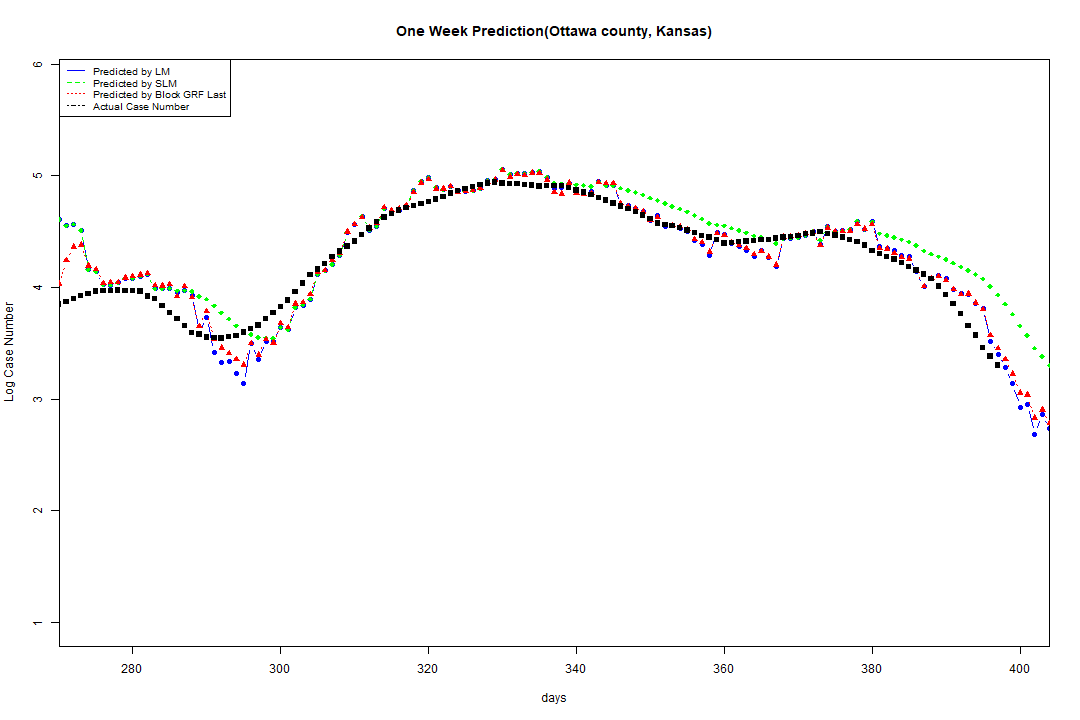 One Week Prediction(Ottawa county, Kansas)
Predicted by LM
Predicted by SLM
Predicted by Block GRF Last
Actual Case Number
Log Case Number
6
5
4
3
2
1
280 300 320 340 360 380 400
days